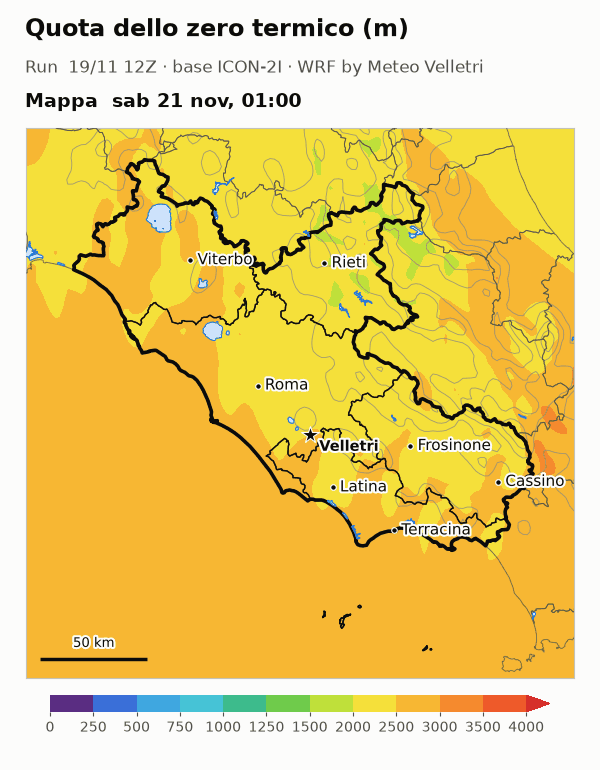 Quota dello zero termico (m)
Run  19/11 12Z · base ICON-2I · WRF by Meteo Velletri
Mappa  sab 21 nov, 01:00
Viterbo
Rieti
Roma
Velletri
Frosinone
Cassino
Latina
Terracina
50 km
0 250 500 750 1000 1250 1500 2000 2500 3000 3500 4000